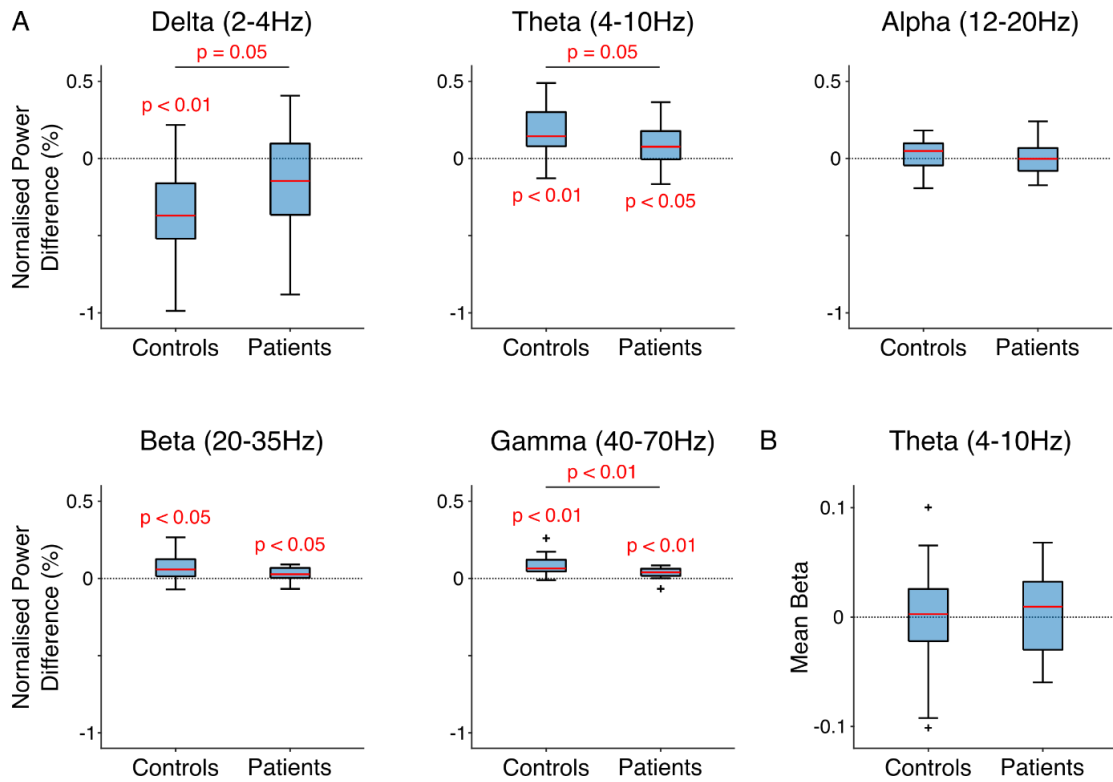 A
Delta (2-4Hz)
Theta (4-10Hz)
Alpha (12-20Hz)
p = 0.05
p = 0.05
Nornalised Power
Difference (%)
0.5
0
-1
p < 0.01
Controls
Patients
0.5
0
-1
p < 0.01
p < 0.05
Controls
Patients
0.5
0
-1
Controls
Patients
Beta (20-35Hz)
Gamma (40-70Hz)
B
Theta (4-10Hz)
Nornalised Power
Difference (%)
0.5
0
-1
p < 0.05
p < 0.05
Controls
Patients
p < 0.01
0.5
0
-1
p < 0.01
p < 0.01
Controls
Patients
Mean Beta
0.1
0
-0.1
Controls
Patients